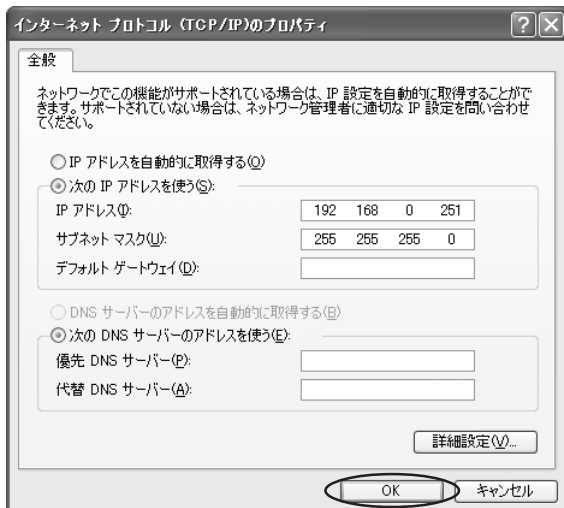 インターネット プロトコル (TCP/IP)のプロパティ
全般
ネットワークでこの機能がサポートされている場合は、IP 設定を自動的に取得することがで
きます。サポートされていない場合は、ネットワーク管理者に適切な IP 設定を問い合わせ
てください。
IP アドレスを自動的に取得する(O)
次の IP アドレスを使う(S):
IP アドレス(I): 192 168 0 251
サブネット マスク(U): 255 255 255 0
デフォルト ゲートウェイ(D):
DNS サーバーのアドレスを自動的に取得する(B)
次の DNS サーバーのアドレスを使う(E):
優先 DNS サーバー(P):
代替 DNS サーバー(A):
詳細設定(V)...
OK キャンセル